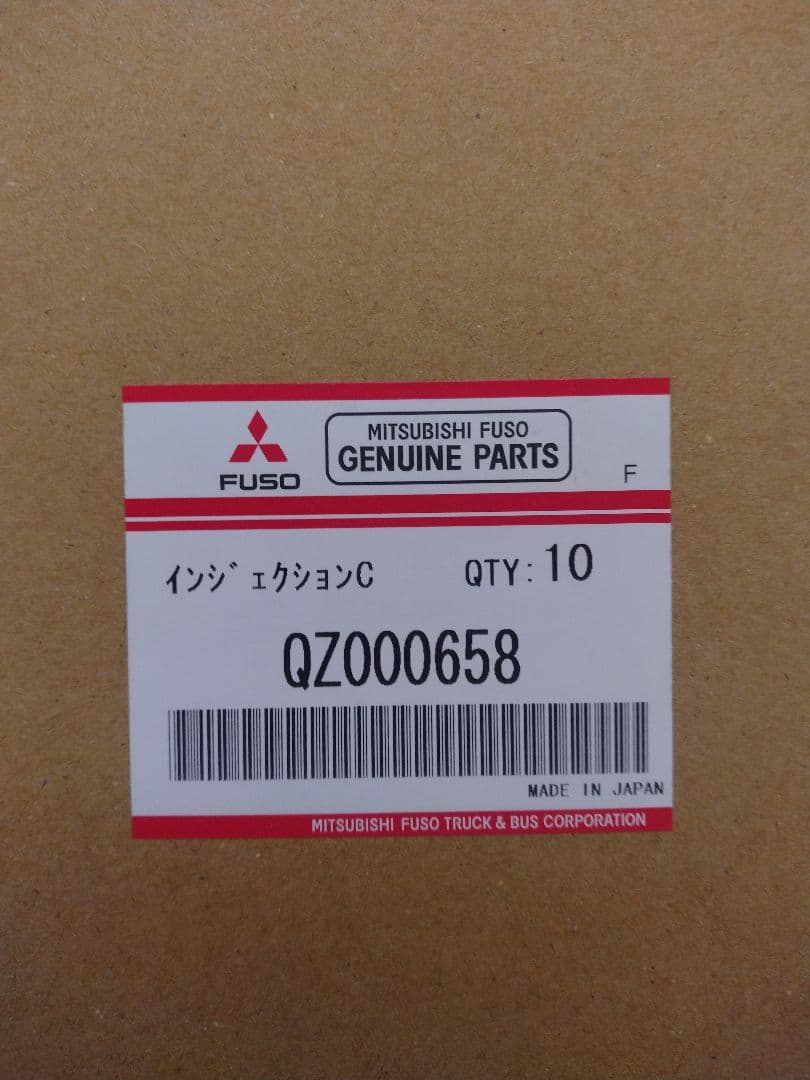 MITSUBISHI FUSO
GENUINE PARTS
FUSO
F
ｲﾝｼﾞｪｸｼｮﾝC QTY: 10
QZ000658
MADE IN JAPAN
MITSUBISHI FUSO TRUCK & BUS CORPORATION